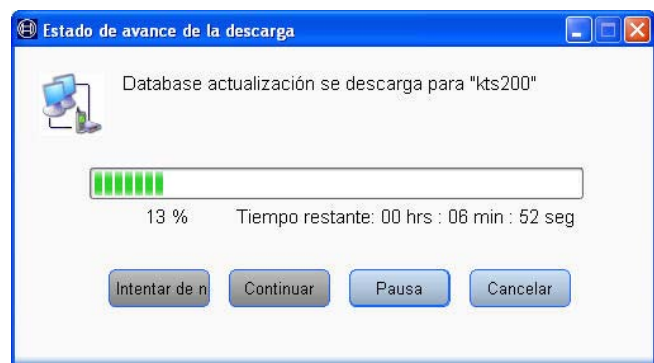 Estado de avance de la descarga
Database actualización se descarga para "kts200"
13 % Tiempo restante: 00 hrs : 06 min : 52 seg
Intentar de n Continuar Pausa Cancelar